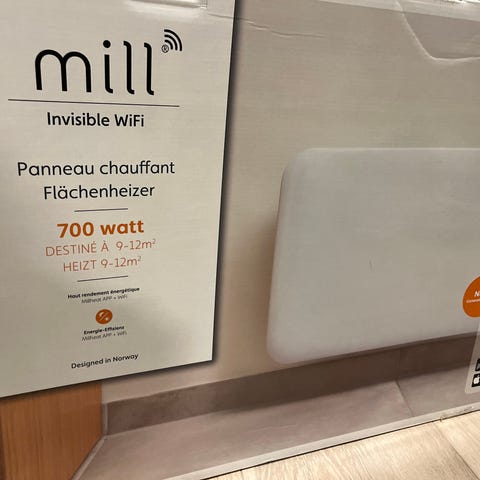 mill®
Invisible WiFi
Panneau chauffant
Flächenheizer
700 watt
DESTINÉ À 9-12m²
HEIZT 9-12m²
Haut rendement énergétique
Millheat APP + WiFi
Energie-Effizienz
Millheat APP + WiFi
Designed in Norway